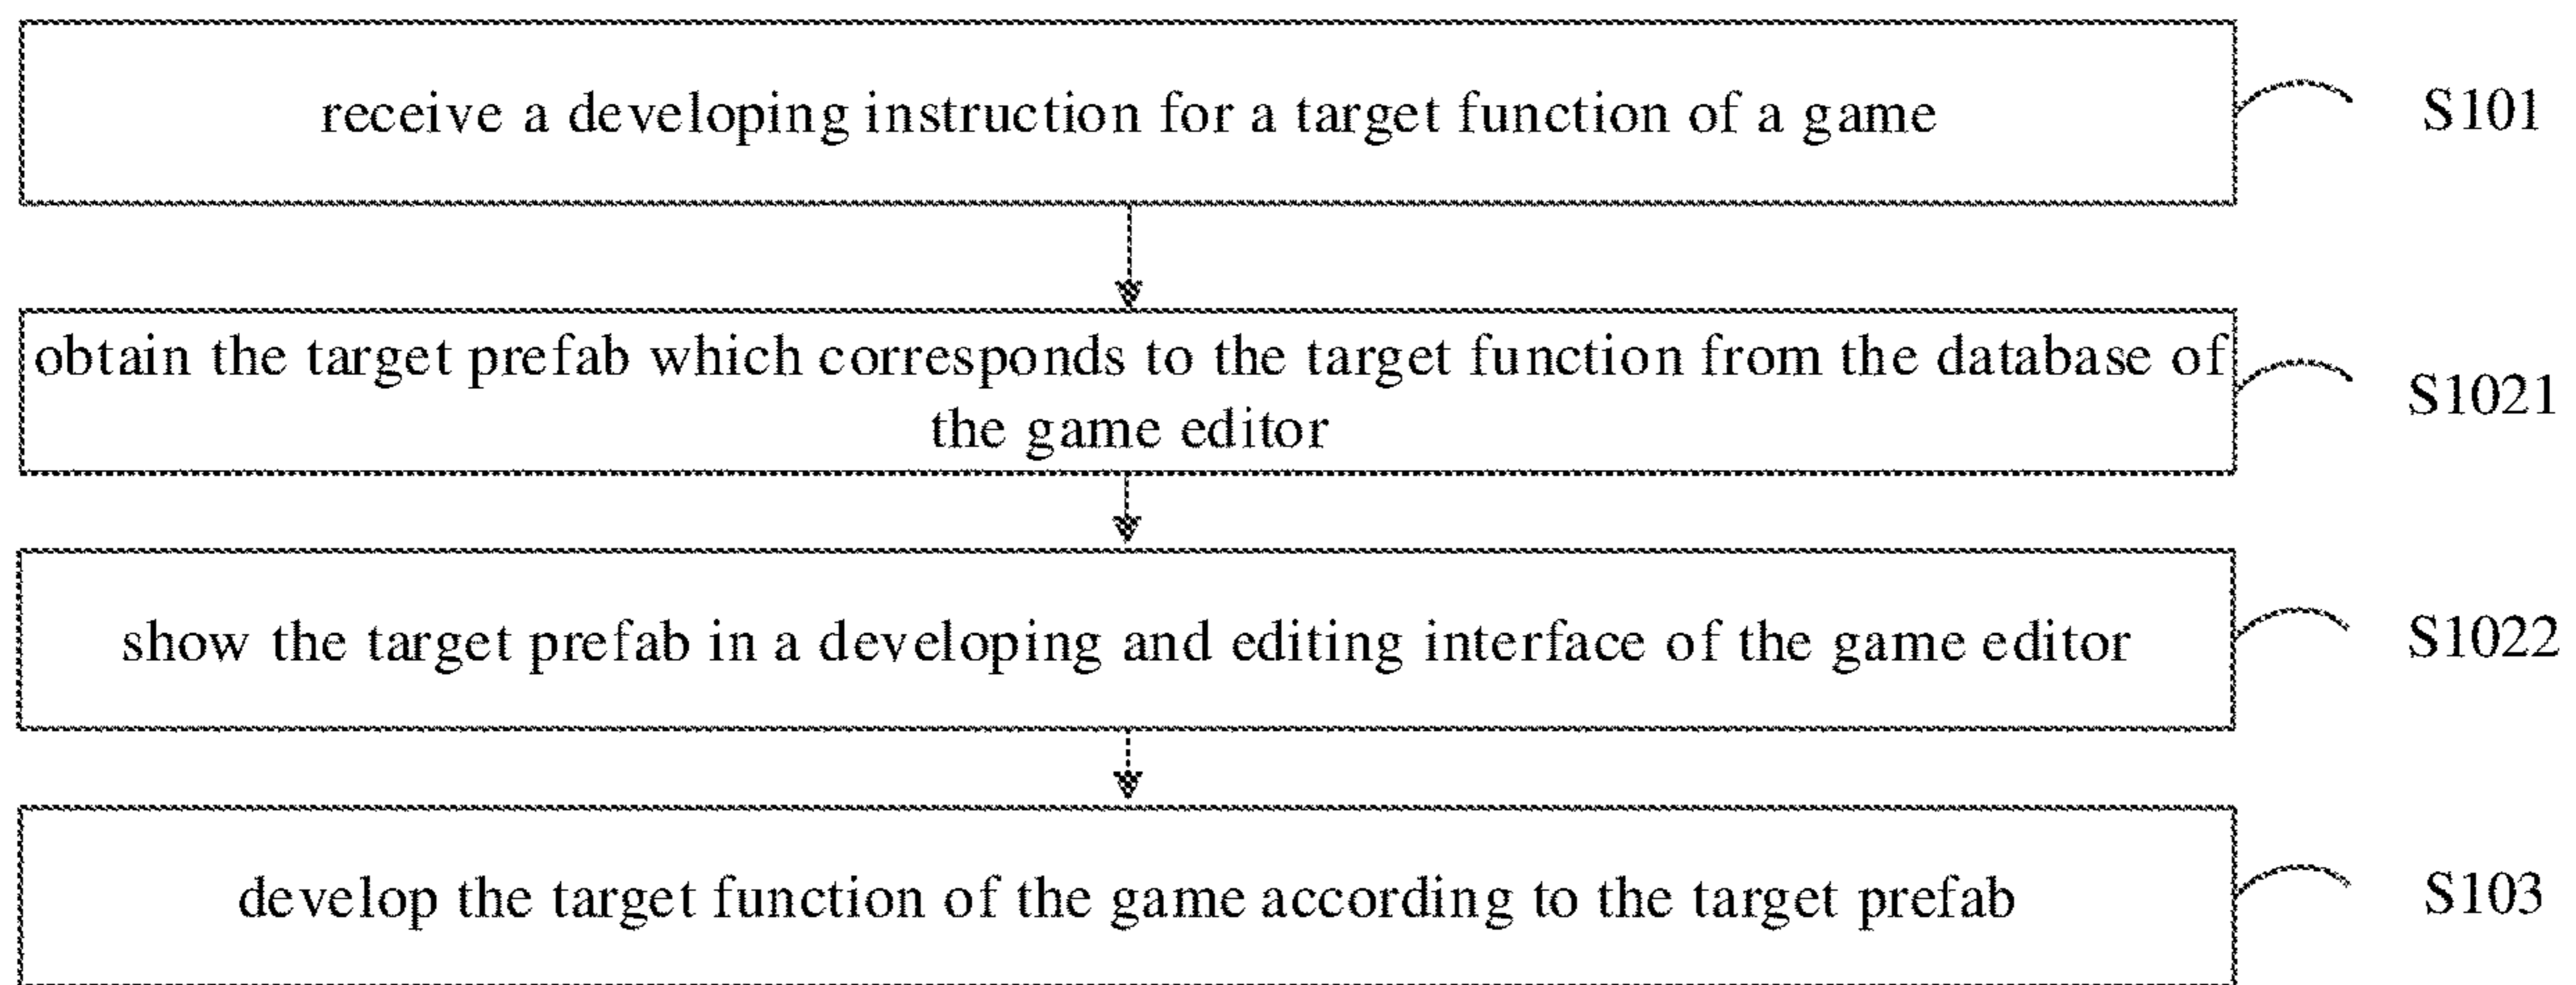 receive a developing instruction for a target function of a game
S101
obtain the target prefab which corresponds to the target function from the database of
the game editor
S1021
show the target prefab in a developing and editing interface of the game editor
S1022
develop the target function of the game according to the target prefab
S103